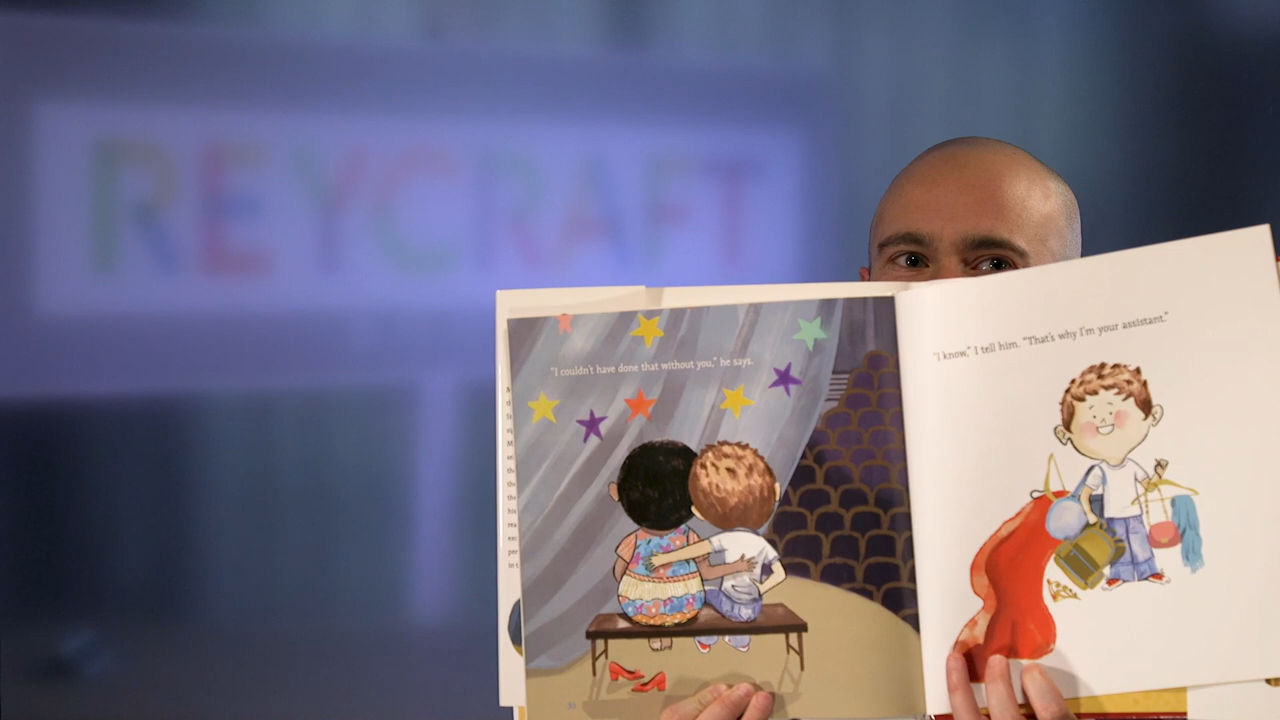 REYCRAFT
"I couldn't have done that without you," he says.
"I know," I tell him. "That's why I'm your assistant."